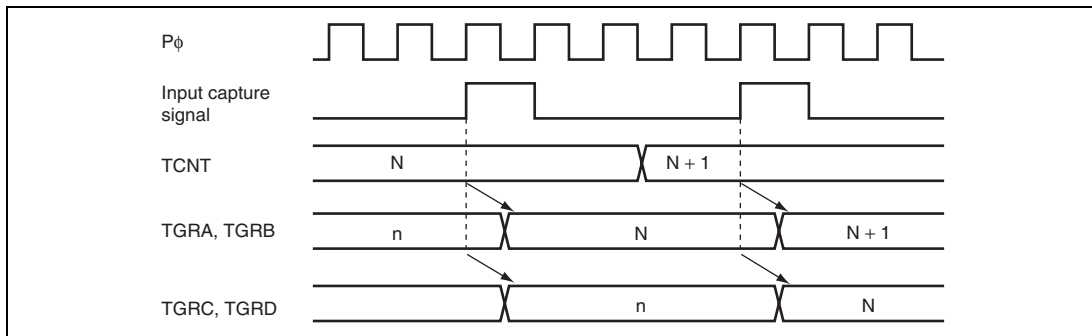 Pϕ
Input capture
signal
TCNT
N
N + 1
TGRA, TGRB
n
N
N + 1
TGRC, TGRD
n
N